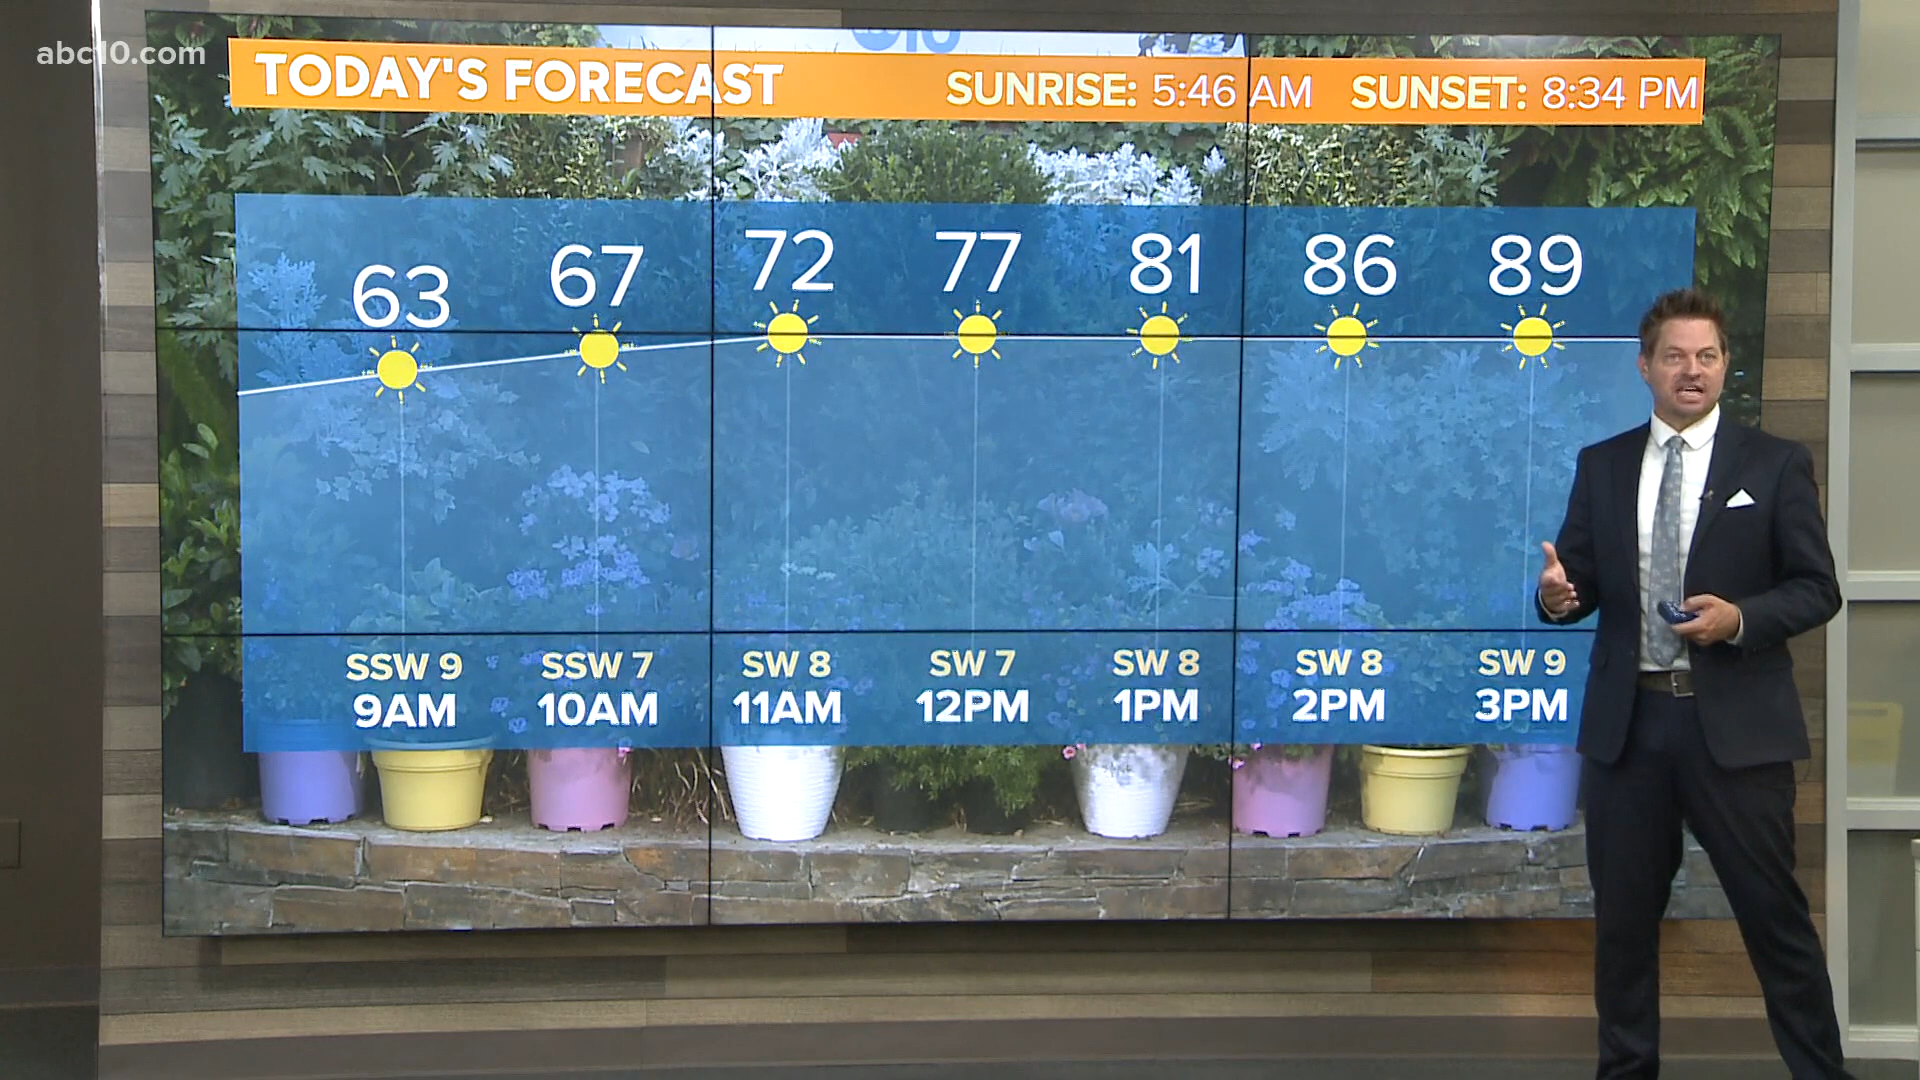 abc10.com
TODAY'S FORECAST SUNRISE: 5:46 AM SUNSET: 8:34 PM
63 67 72 77 81 86 89
SSW 9 SSW 7 SW 8 SW 7 SW 8 SW 8 SW 9
9AM 10AM 11AM 12PM 1PM 2PM 3PM